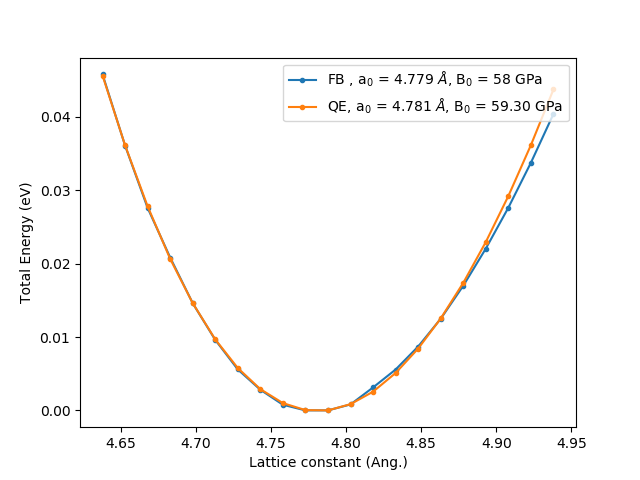 FB , a₀ = 4.779 Å, B₀ = 58 GPa
QE, a₀ = 4.781 Å, B₀ = 59.30 GPa
Total Energy (eV)
0.04
0.03
0.02
0.01
0.00
4.65 4.70 4.75 4.80 4.85 4.90 4.95
Lattice constant (Ang.)